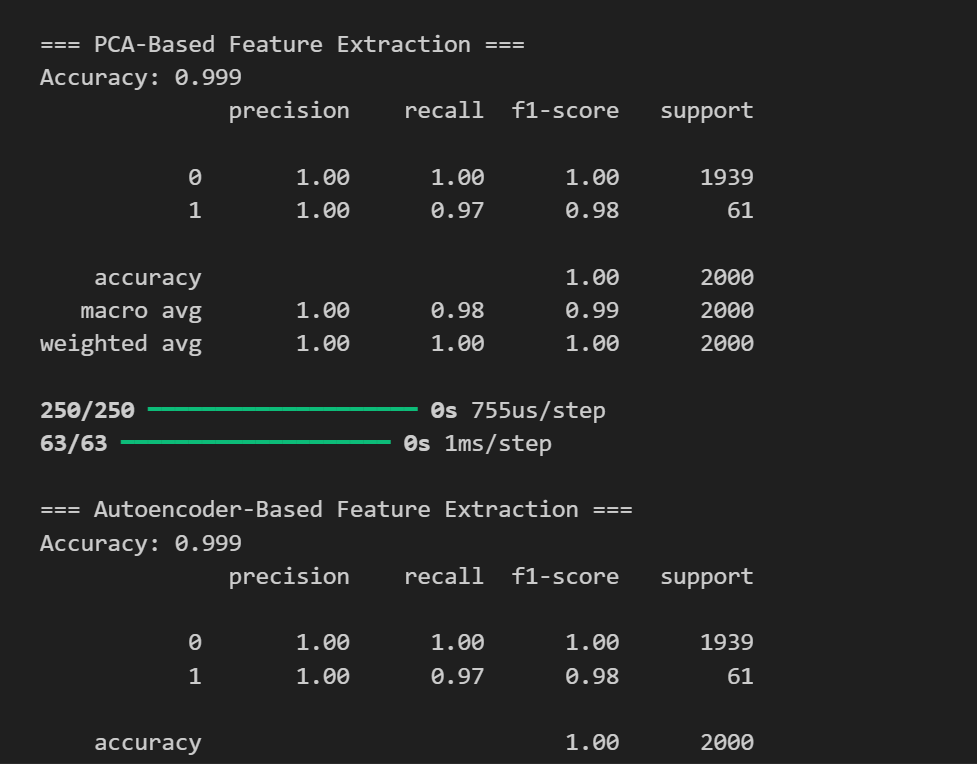 === PCA-Based Feature Extraction ===
Accuracy: 0.999
              precision    recall  f1-score   support

           0       1.00      1.00      1.00      1939
           1       1.00      0.97      0.98        61

    accuracy                           1.00      2000
   macro avg       1.00      0.98      0.99      2000
weighted avg       1.00      1.00      1.00      2000

250/250 ━━━━━━━━━━━━━━━━━━━━ 0s 755us/step
63/63 ━━━━━━━━━━━━━━━━━━━━ 0s 1ms/step

=== Autoencoder-Based Feature Extraction ===
Accuracy: 0.999
              precision    recall  f1-score   support

           0       1.00      1.00      1.00      1939
           1       1.00      0.97      0.98        61

    accuracy                           1.00      2000